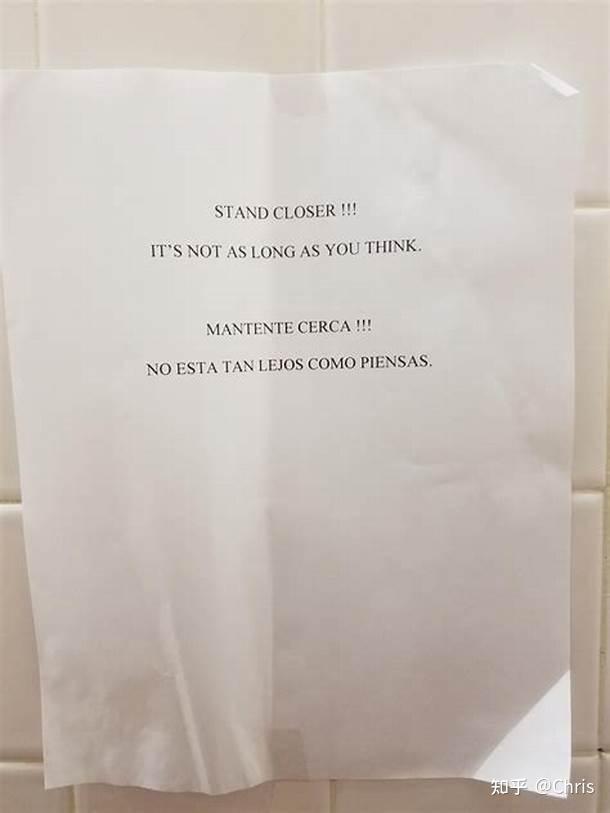 STAND CLOSER !!!
IT'S NOT AS LONG AS YOU THINK.
MANTENTE CERCA !!!
NO ESTA TAN LEJOS COMO PIENSAS.
知乎 @Chris